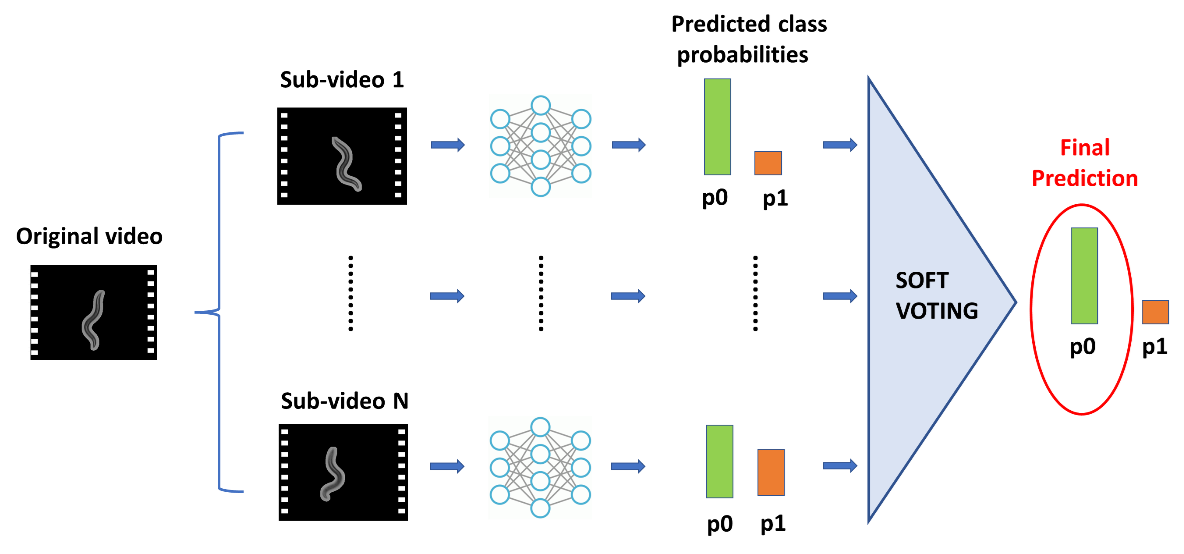 Predicted class
probabilities
Sub-video 1
p0
p1
Final
Prediction
Original video
SOFT
VOTING
p0
p1
Sub-video N
p0
p1